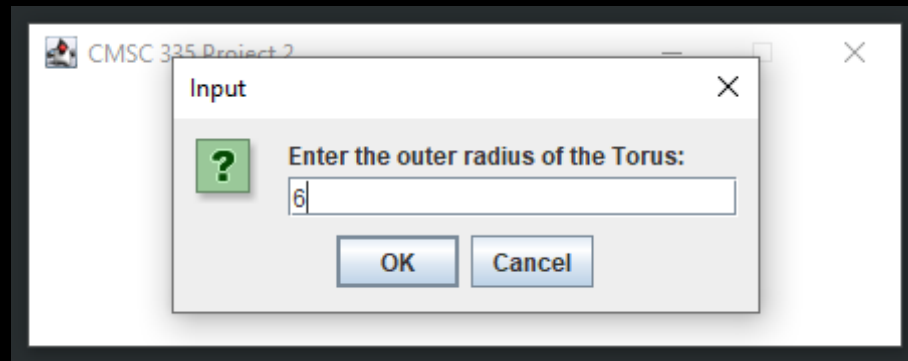 CMSC 335 Project 2
Input
Enter the outer radius of the Torus:
6
OK Cancel